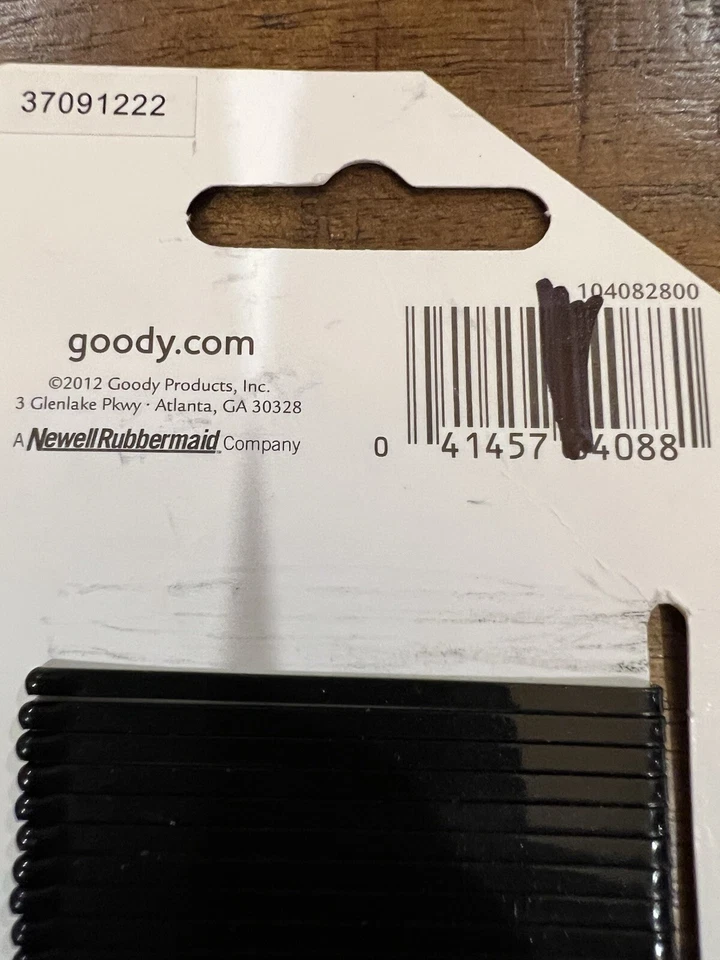 37091222
104082800
goody.com
©2012 Goody Products, Inc.
3 Glenlake Pkwy · Atlanta, GA 30328
A NewellRubbermaid Company
0 41457 4088